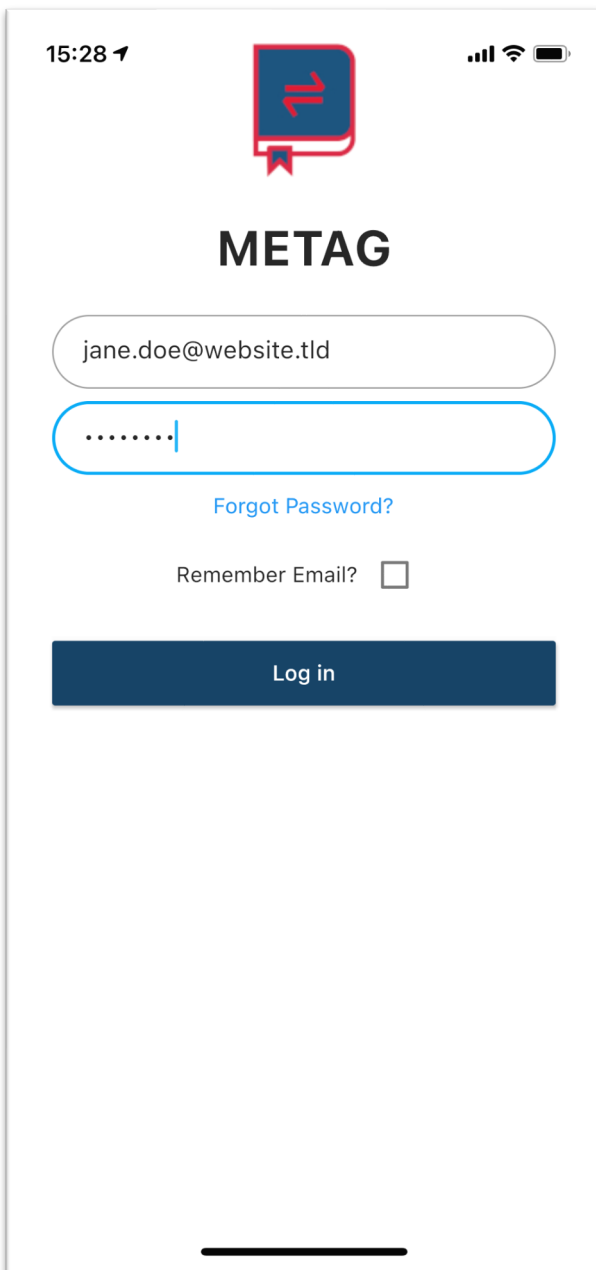 15:28
METAG
jane.doe@website.tld
••••••••
Forgot Password?
Remember Email?
Log in